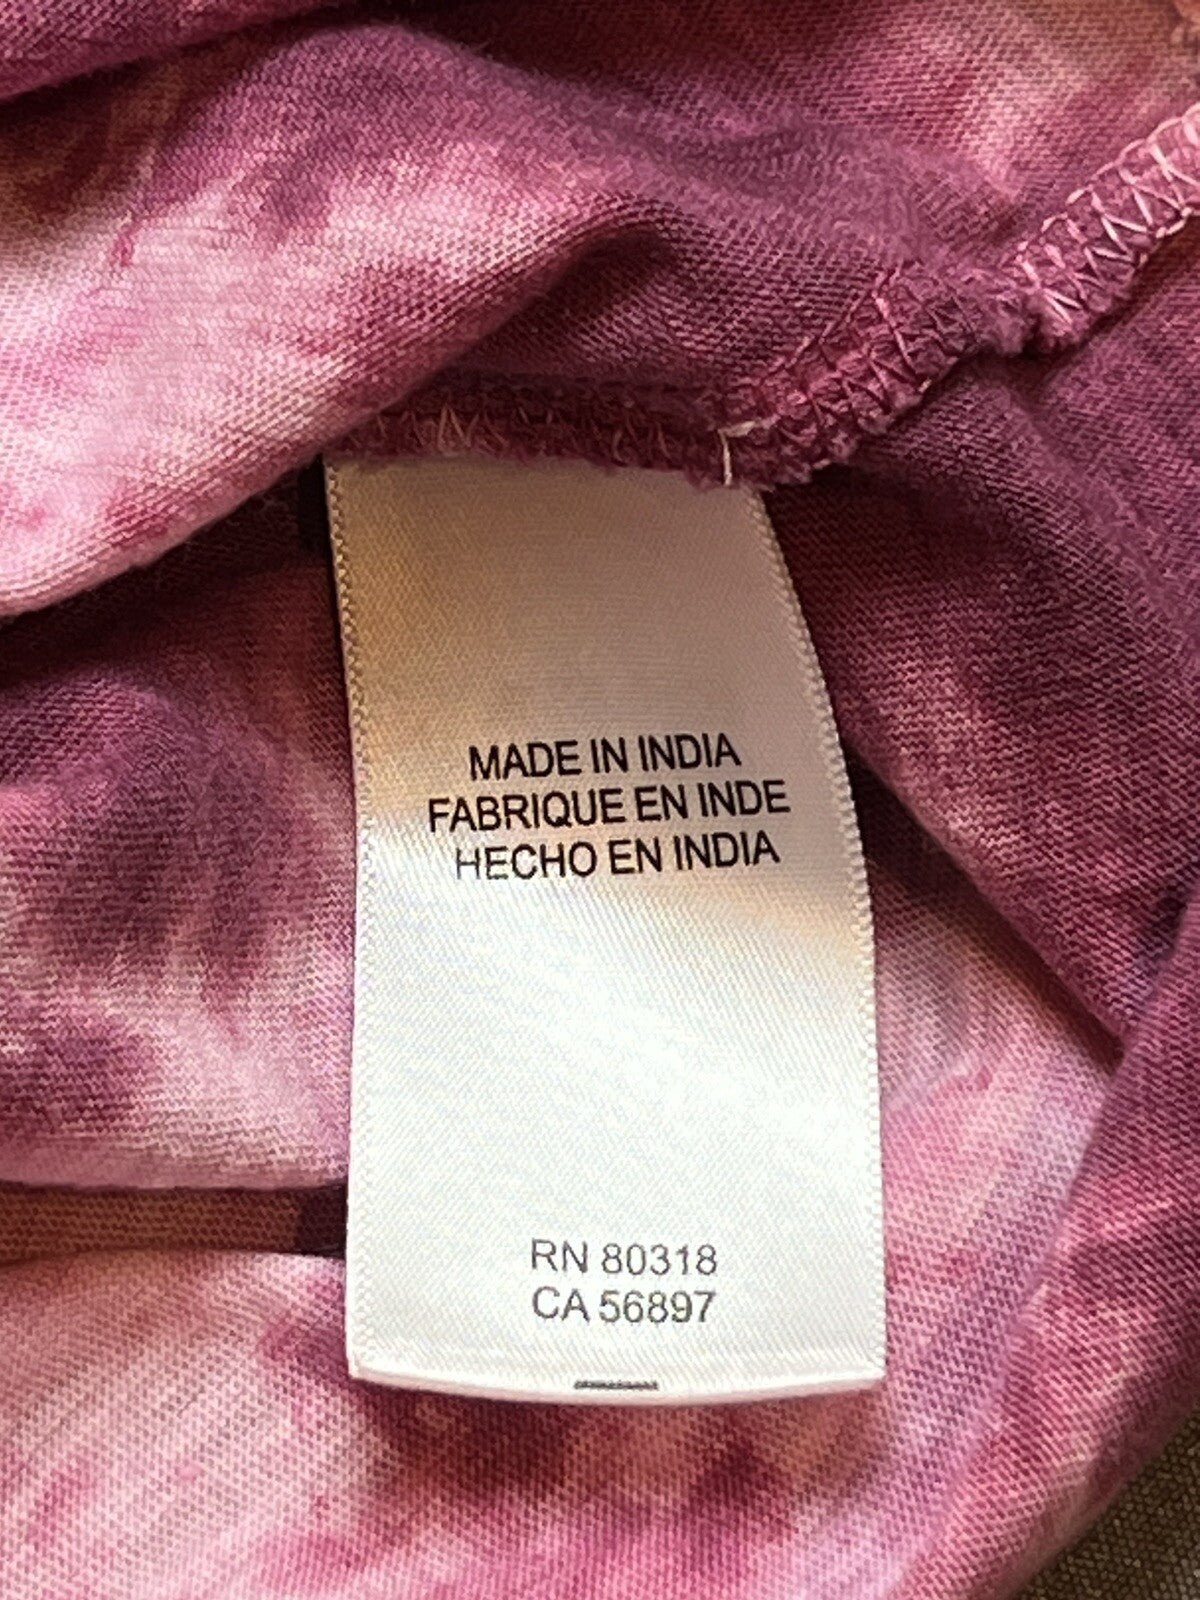 MADE IN INDIA
FABRIQUE EN INDE
HECHO EN INDIA
RN 80318
CA 56897